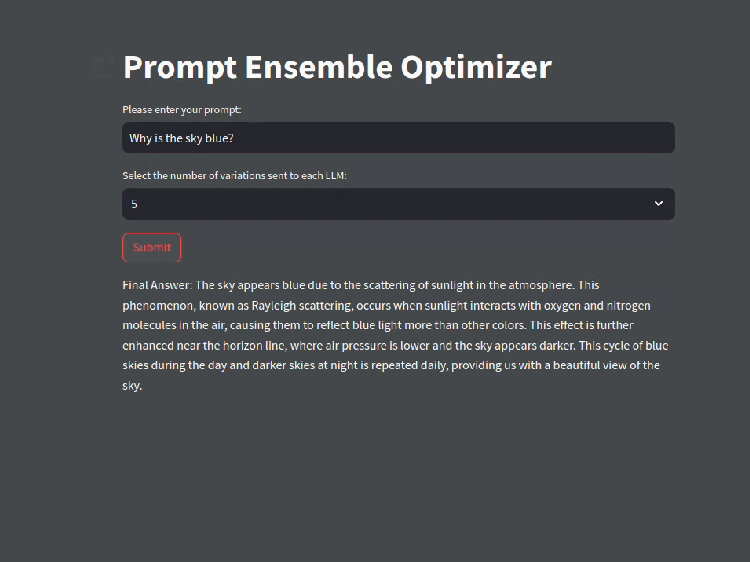 Prompt Ensemble Optimizer
Please enter your prompt:
Why is the sky blue?
Select the number of variations sent to each LLM:
5
Submit
Final Answer: The sky appears blue due to the scattering of sunlight in the atmosphere. This
phenomenon, known as Rayleigh scattering, occurs when sunlight interacts with oxygen and nitrogen
molecules in the air, causing them to reflect blue light more than other colors. This effect is further
enhanced near the horizon line, where air pressure is lower and the sky appears darker. This cycle of blue
skies during the day and darker skies at night is repeated daily, providing us with a beautiful view of the
sky.